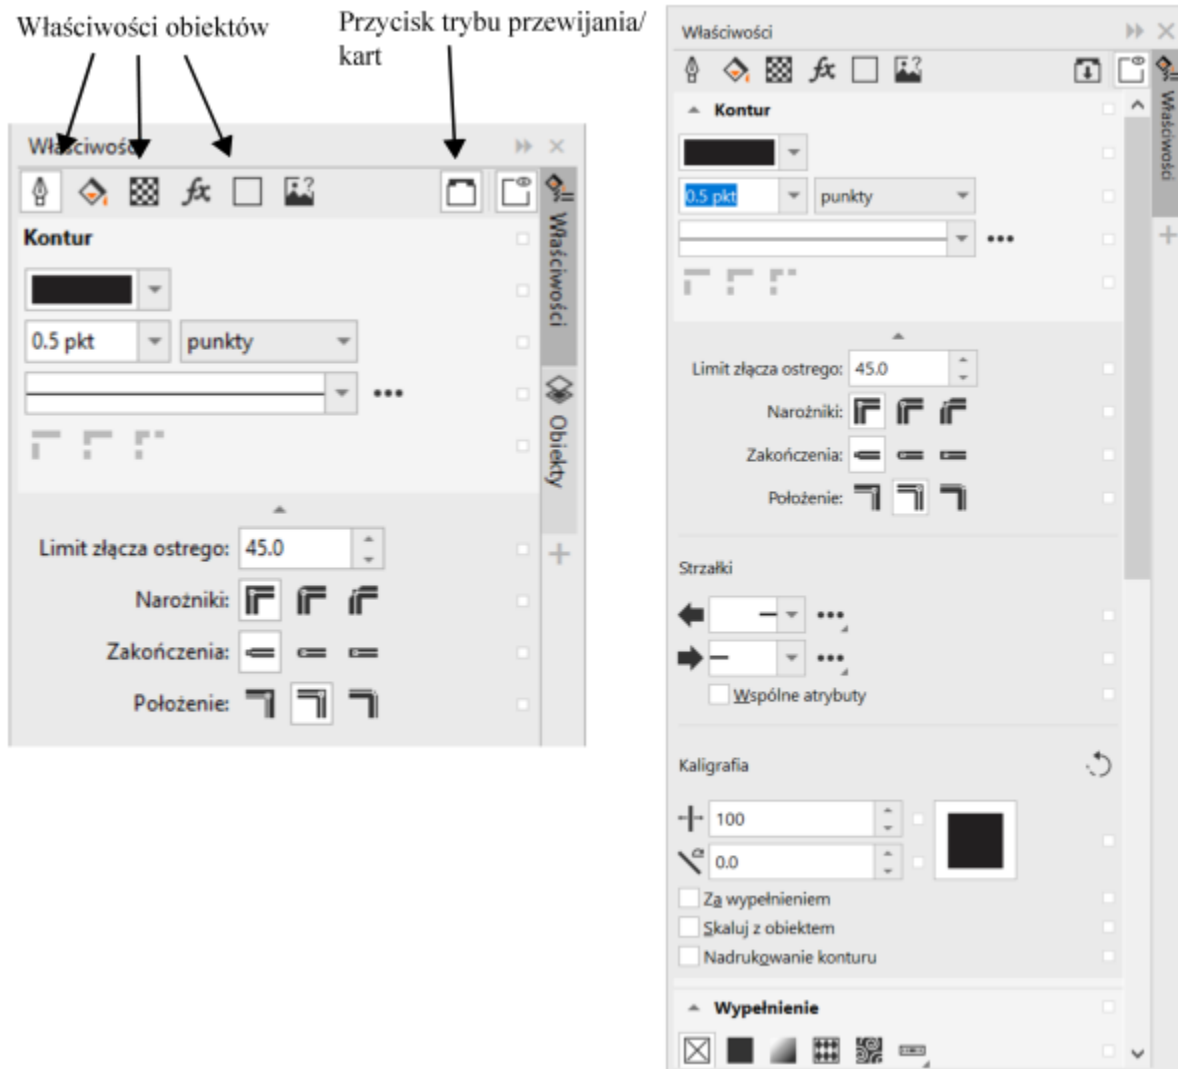 Właściwości obiektów
Przycisk trybu przewijania/
kart
Właściwości
fx
Kontur
0.5 pkt
punkty
Limit złącza ostrego: 45.0
Narożniki:
Zakończenia:
Położenie:
Właściwości
Obiekty
Właściwości
fx
Kontur
0.5 pkt
punkty
Limit złącza ostrego: 45.0
Narożniki:
Zakończenia:
Położenie:
Strzałki
Wspólne atrybuty
Kaligrafia
100
0.0
Za wypełnieniem
Skaluj z obiektem
Nadrukowanie konturu
Wypełnienie
Właściwości